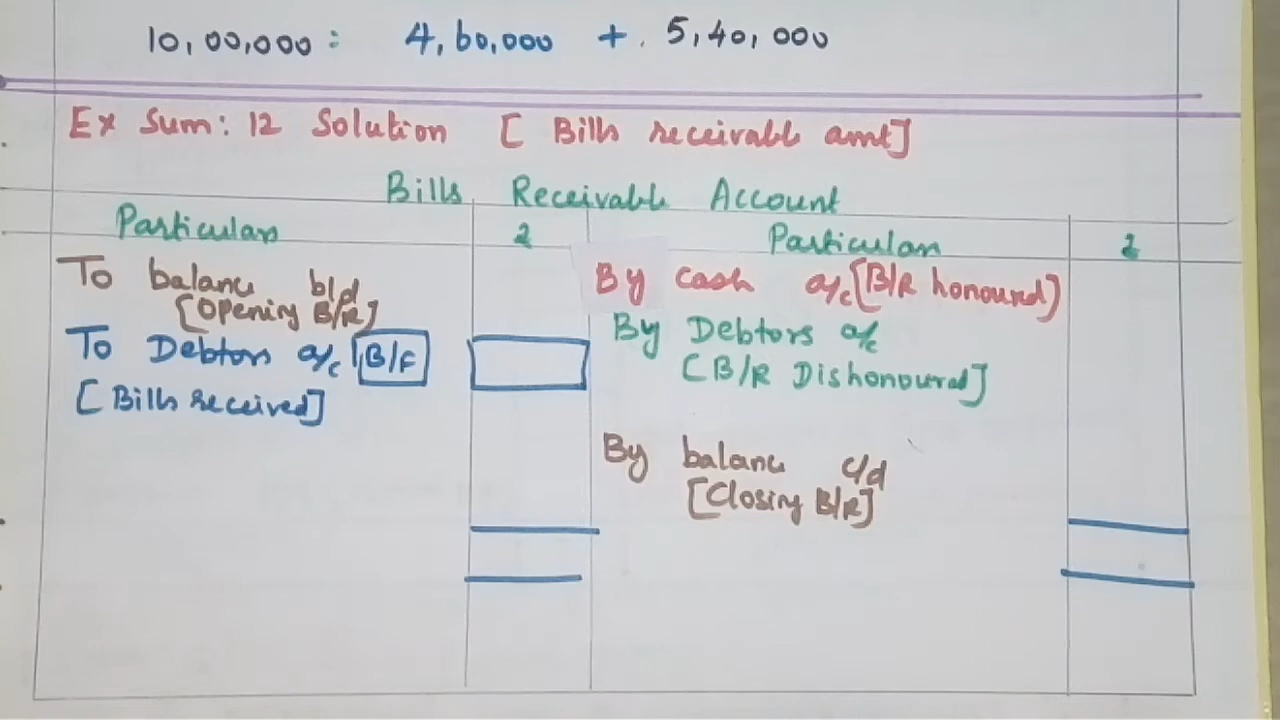 10,00,000 : 4,60,000 + 5,40,000
Ex Sum: 12 Solution [ Bills receivable amt]
Bills Receivable Account
Particulars ₹ Particulars ₹
To balance b/d
[Opening B/R]
To Debtors a/c B/F
[ Bills received]
By cash a/c [B/R honoured]
By Debtors a/c
[ B/R Dishonoured]
By balance c/d
[Closing B/R]